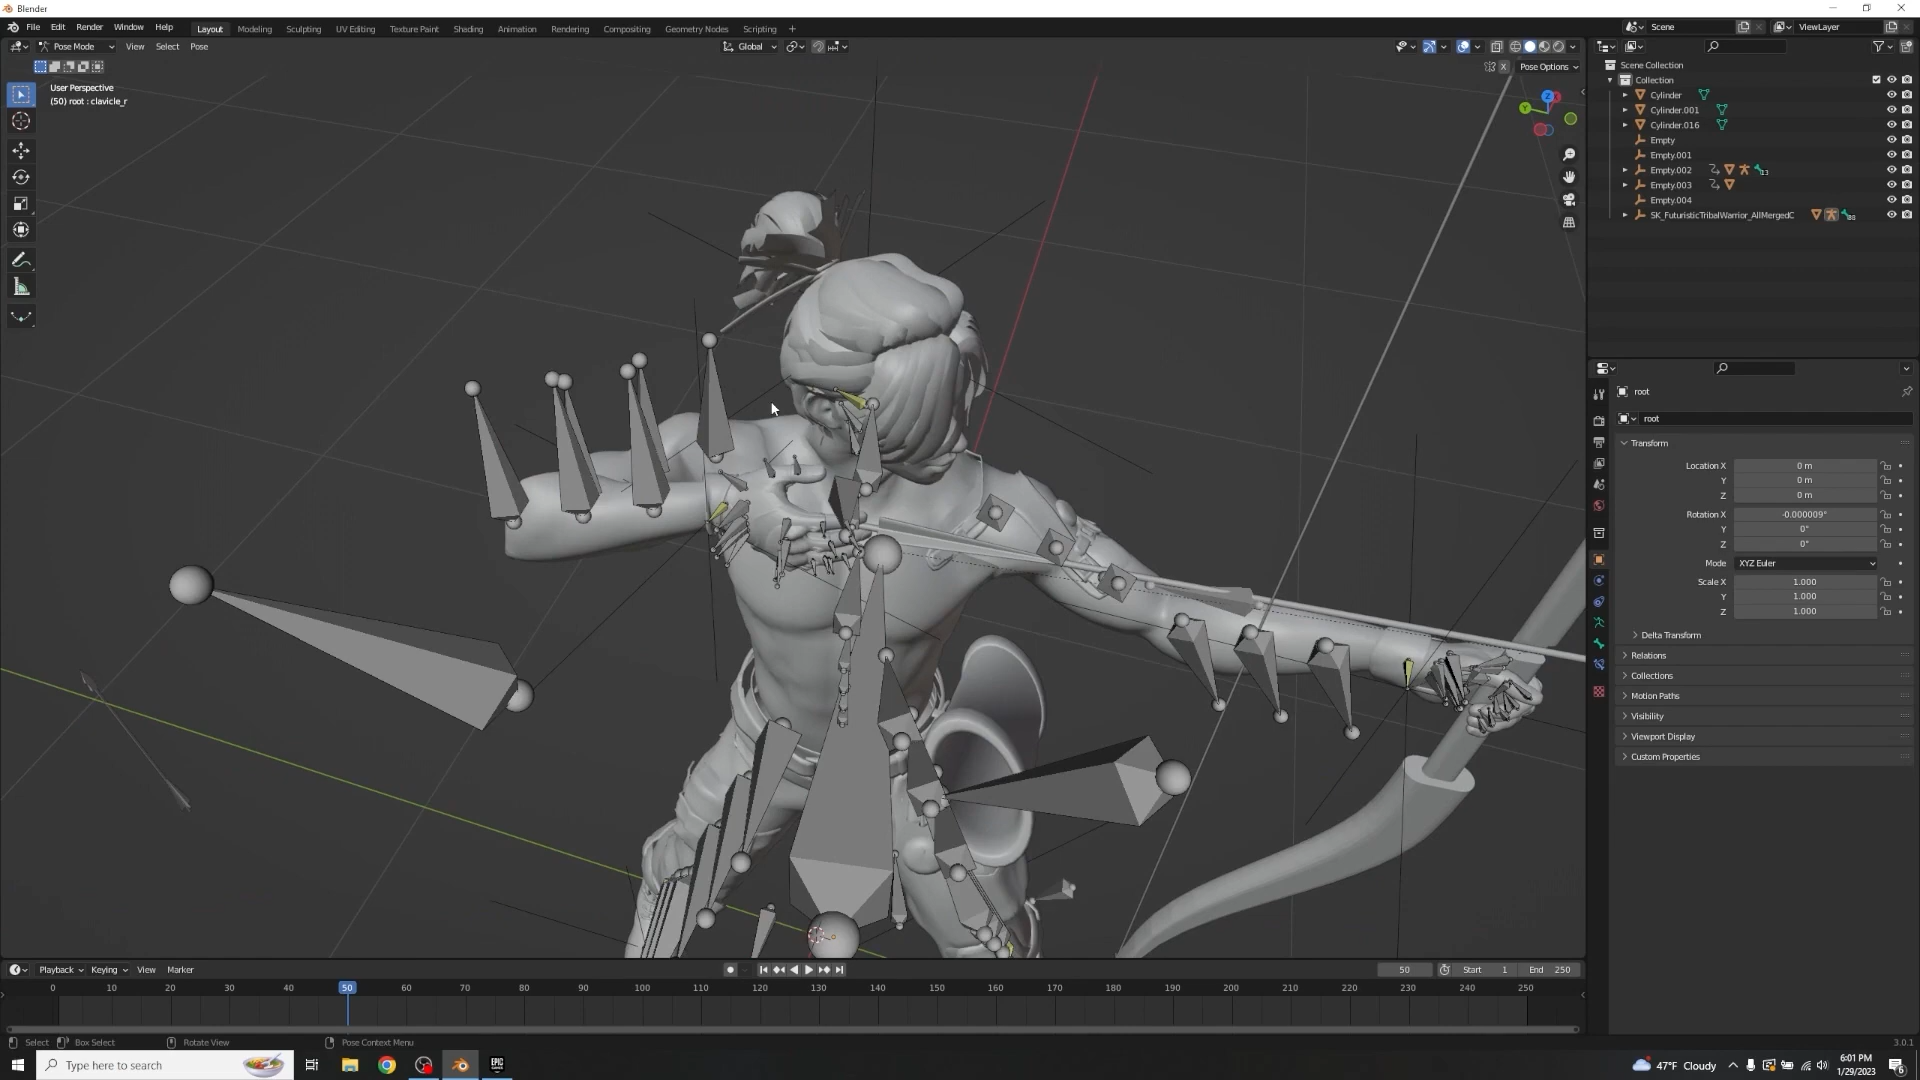 Blender
File Edit Render Window Help Layout Modeling Sculpting UV Editing Texture Paint Shading Animation Rendering Compositing Geometry Nodes Scripting + Scene ViewLayer
Pose Mode View Select Pose Global
X Pose Options
User Perspective
(50) root : clavicle_r
Z
Y
Scene Collection
Collection
Cylinder
Cylinder.001
Cylinder.016
Empty
Empty.001
Empty.002 13
Empty.003
Empty.004
SK_FuturisticTribalWarrior_AllMergedC
root
root
Transform
Location X 0 m
Y 0 m
Z 0 m
Rotation X -0.000009°
Y 0°
Z 0°
Mode XYZ Euler
Scale X 1.000
Y 1.000
Z 1.000
Delta Transform
Relations
Collections
Motion Paths
Visibility
Viewport Display
Custom Properties
Playback Keying View Marker 50 Start 1 End 250
0 10 20 30 40 50 60 70 80 90 100 110 120 130 140 150 160 170 180 190 200 210 220 230 240 250
Select Box Select Rotate View Pose Context Menu 3.0.1
Type here to search EPIC GAMES 47°F Cloudy 6:01 PM
1/29/2023 6